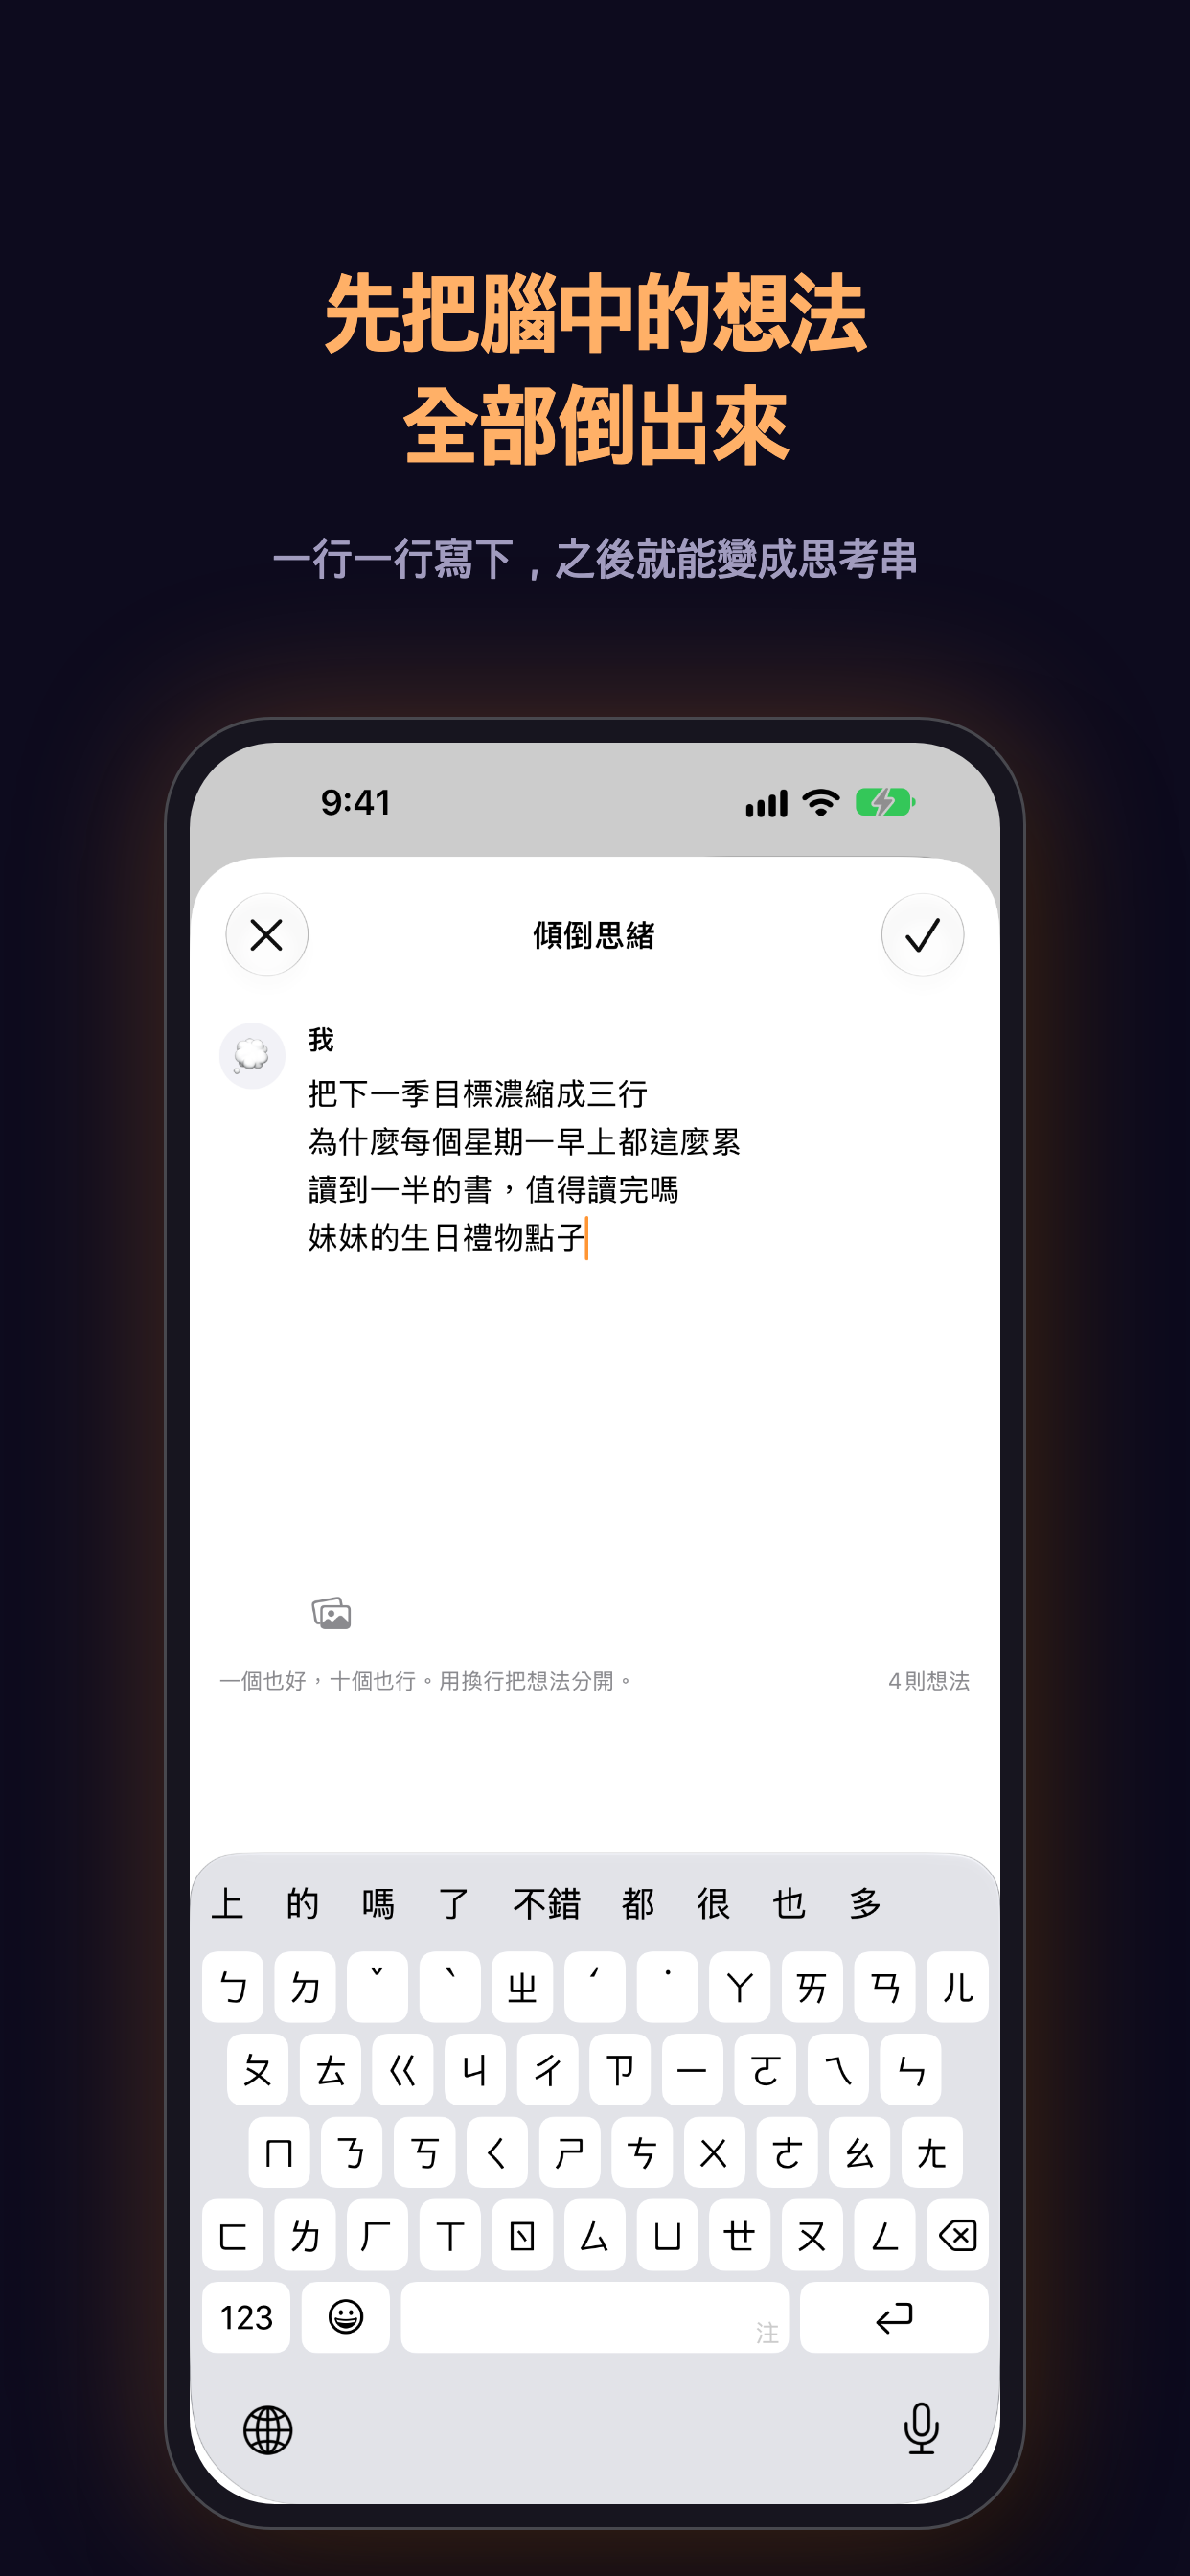 先把腦中的想法
全部倒出來
一行一行寫下，之後就能變成思考串
9:41
傾倒思緒
我
把下一季目標濃縮成三行
為什麼每個星期一早上都這麼累
讀到一半的書，值得讀完嗎
妹妹的生日禮物點子
一個也好，十個也行。用換行把想法分開。 4 則想法
上 的 嗎 了 不錯 都 很 也 多
ㄅ ㄉ ˇ ˋ ㄓ ˊ ˙ ㄚ ㄞ ㄢ ㄦ
ㄆ ㄊ ㄍ ㄐ ㄔ ㄗ ㄧ ㄛ ㄟ ㄣ
ㄇ ㄋ ㄎ ㄑ ㄕ ㄘ ㄨ ㄜ ㄠ ㄤ
ㄈ ㄌ ㄏ ㄒ ㄖ ㄙ ㄩ ㄝ ㄡ ㄥ
123 注